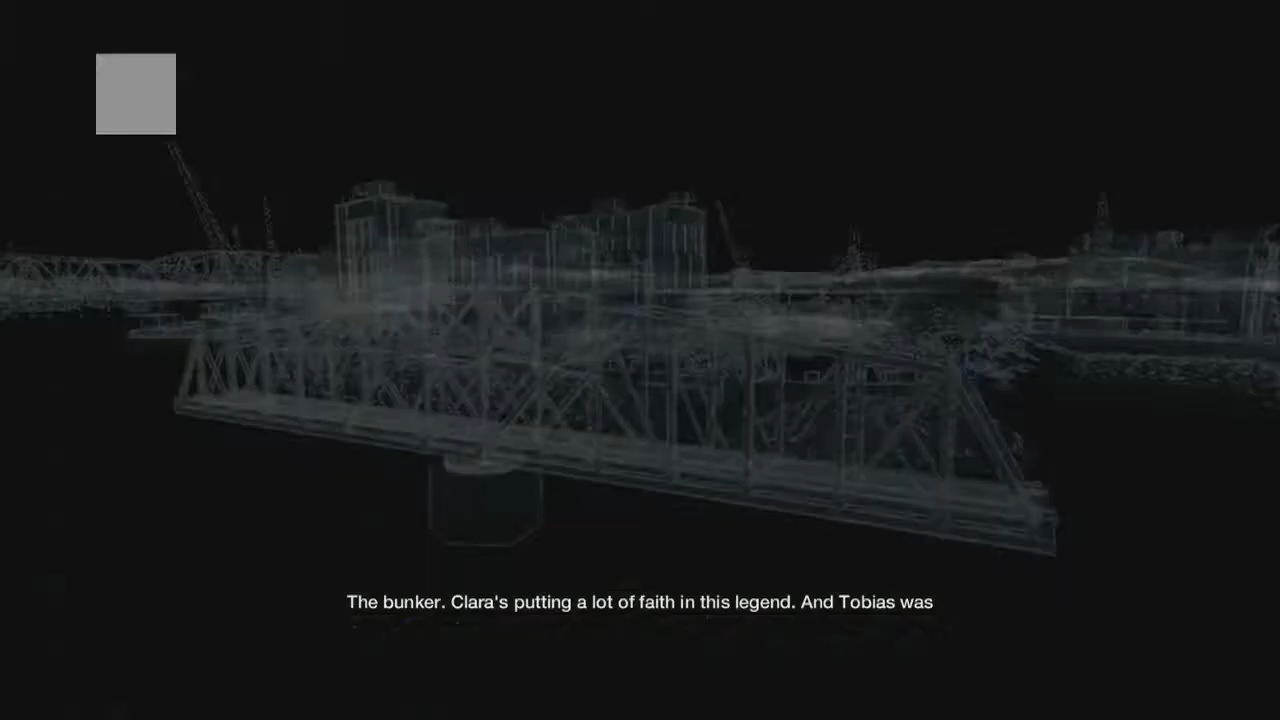 The bunker. Clara's putting a lot of faith in this legend. And Tobias was